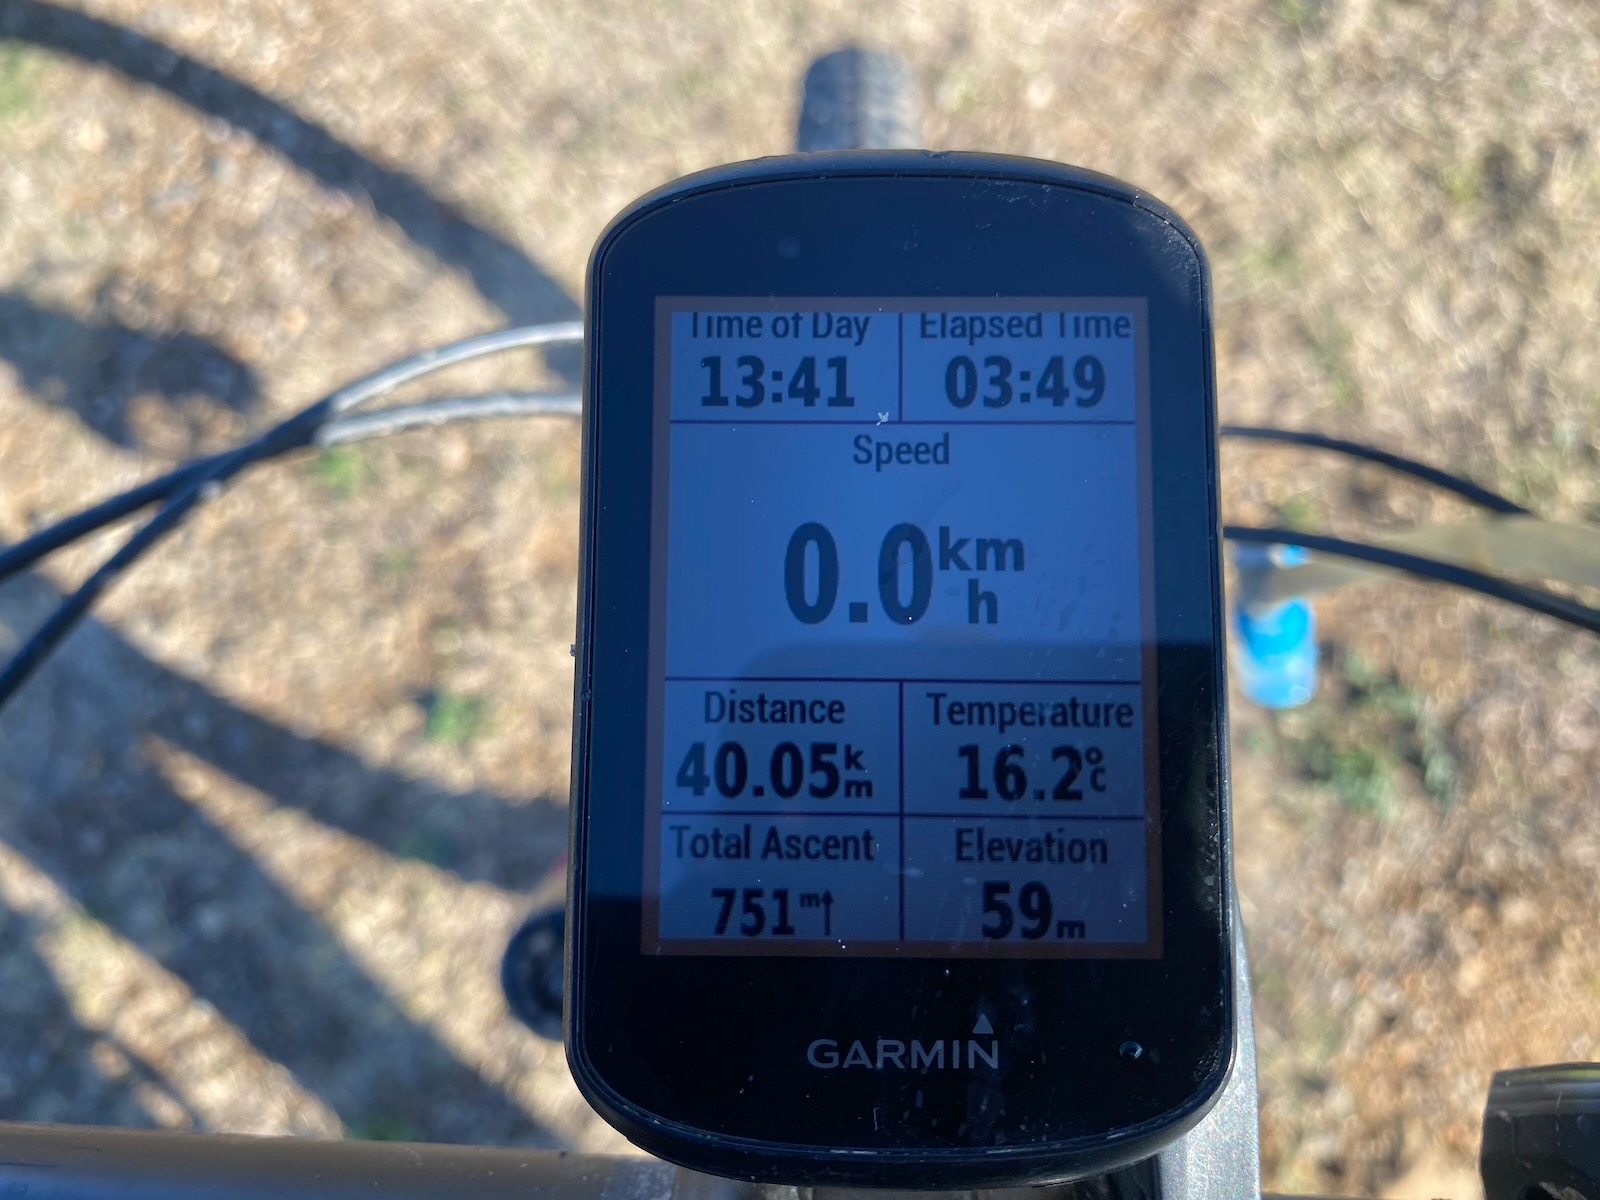 Time of Day Elapsed Time
13:41 03:49
Speed
0.0 km/h
Distance Temperature
40.05 km 16.2 °C
Total Ascent Elevation
751 m↑ 59 m
GARMIN